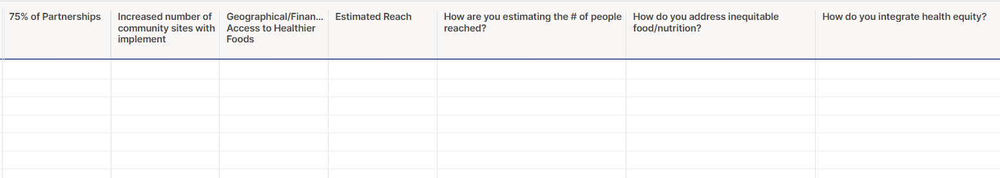 75% of Partnerships
Increased number of
community sites with
implement
Geographical/Finan...
Access to Healthier
Foods
Estimated Reach
How are you estimating the # of people
reached?
How do you address inequitable
food/nutrition?
How do you integrate health equity?